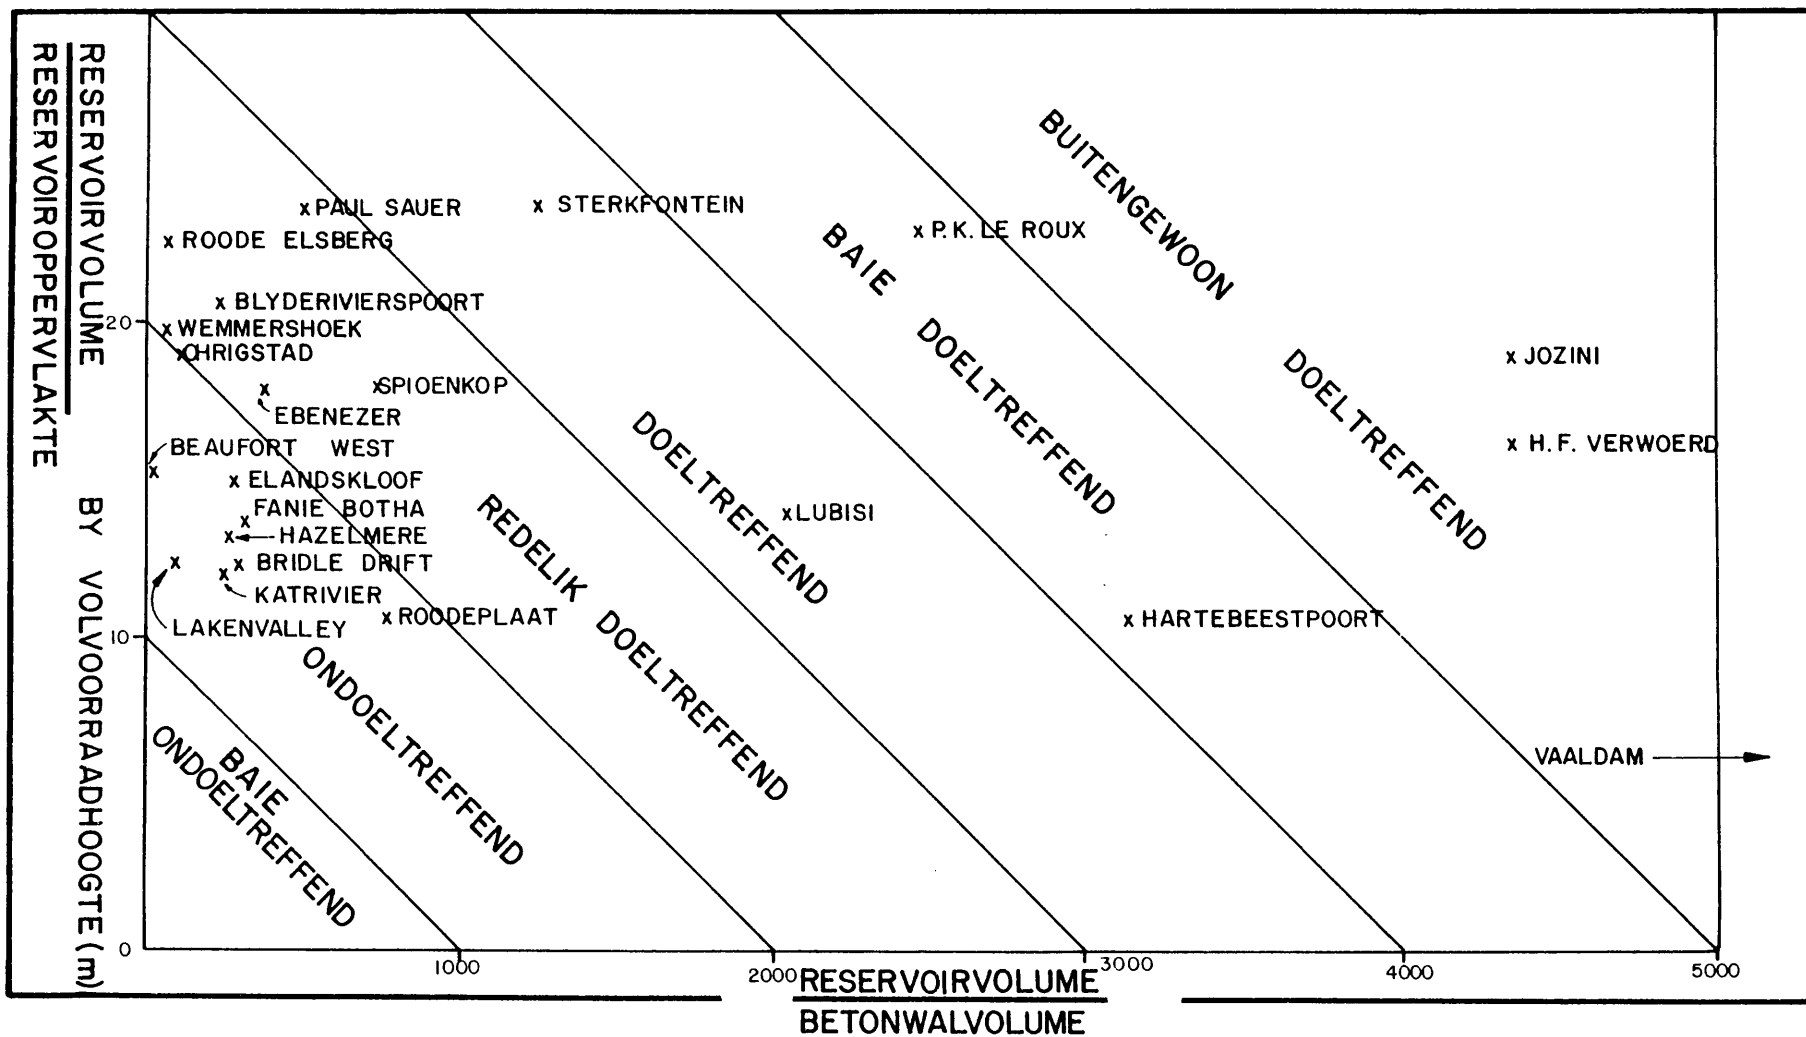 RESERVOIRVOLUME
RESERVOIROPPERVLAKTE
BY VOLVOORRAADHOOGTE (m)
20
10
0
BUITENGEWOON DOELTREFFEND
BAIE DOELTREFFEND
DOELTREFFEND
REDELIK DOELTREFFEND
ONDOELTREFFEND
BAIE
ONDOELTREFFEND
x PAUL SAUER
x STERKFONTEIN
x P.K. LE ROUX
x ROODE ELSBERG
x BLYDERIVIERSPOORT
x WEMMERSHOEK
x OHRIGSTAD
x JOZINI
x SPIOENKOP
x
EBENEZER
BEAUFORT WEST
x
x H.F. VERWOERD
x ELANDSKLOOF
FANIE BOTHA
x
x HAZELMERE
x LUBISI
x BRIDLE DRIFT
x
x
KATRIVIER
x ROODEPLAAT
LAKENVALLEY
x HARTEBEESTPOORT
VAALDAM
1000
2000
3000
4000
5000
RESERVOIRVOLUME
BETONWALVOLUME